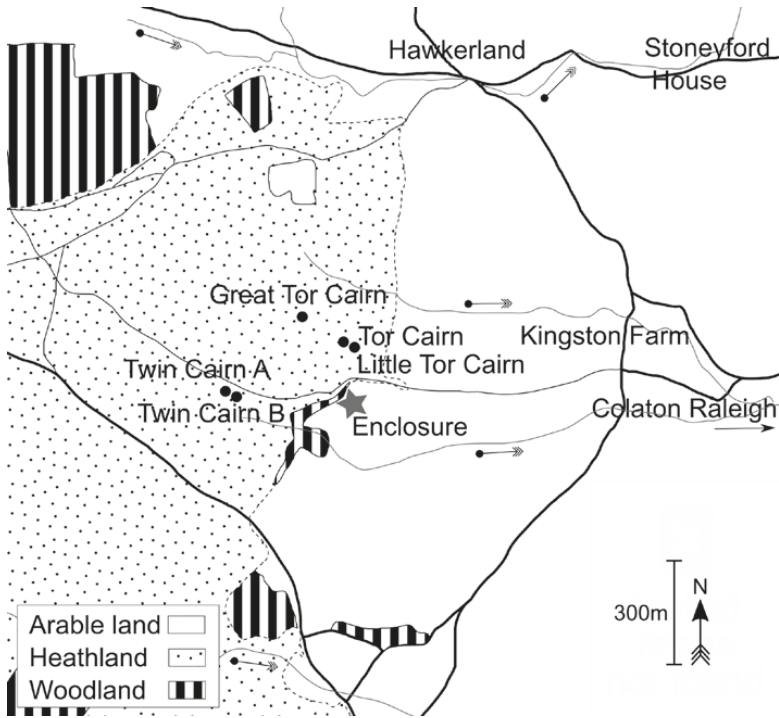 Hawkerland
Stoneyford
House
Great Tor Cairn
Tor Cairn
Kingston Farm
Little Tor Cairn
Twin Cairn A
Twin Cairn B
Colaton Raleigh
Enclosure
N
300m
Arable land
Heathland
Woodland